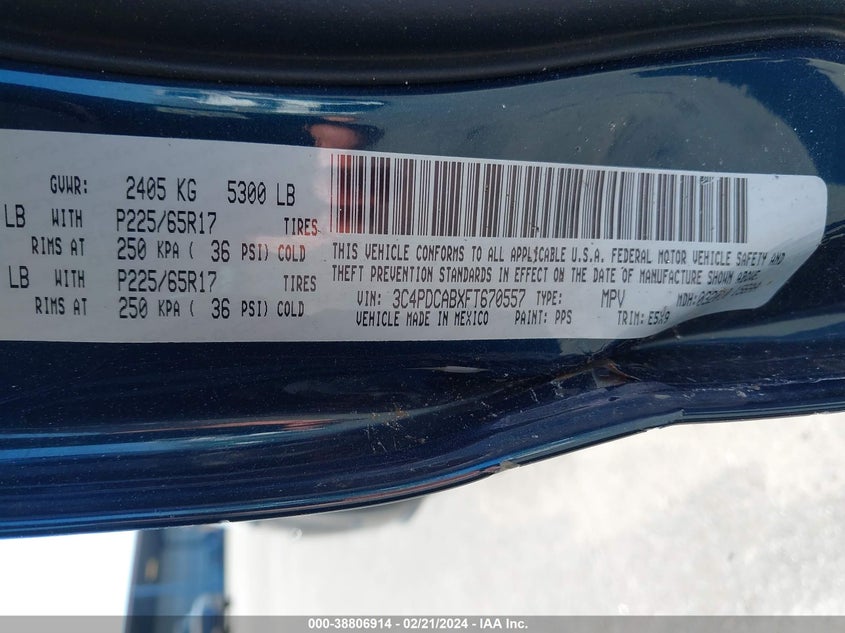 GVWR: 2405 KG 5300 LB
LB WITH P225/65R17 TIRES
RIMS AT 250 KPA ( 36 PSI) COLD
LB WITH P225/65R17 TIRES
RIMS AT 250 KPA ( 36 PSI) COLD
THIS VEHICLE CONFORMS TO ALL APPLICABLE U.S.A. FEDERAL MOTOR VEHICLE SAFETY AND
THEFT PREVENTION STANDARDS IN EFFECT ON THE DATE OF MANUFACTURE SHOWN ABOVE
VIN: 3C4PDCABXFT670557 TYPE: MPV MDH:
VEHICLE MADE IN MEXICO PAINT: PPS TRIM: E5X9
000-38806914 - 02/21/2024 - IAA Inc.